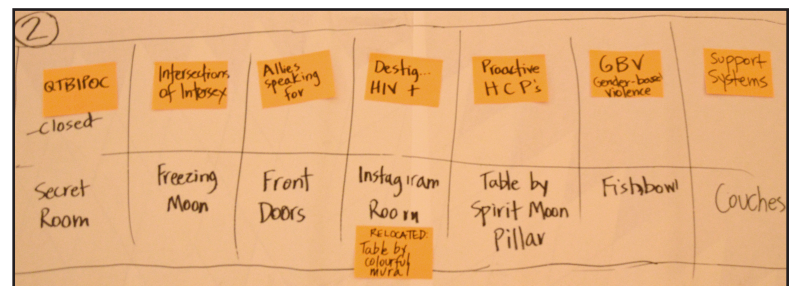 2
QTBIPOC
-closed-
Intersections
of Intersex
Allies
speaking
for
Destig...
HIV +
Proactive
HCP's
GBV
Gender-based
Violence
Support
Systems
Secret
Room
Freezing
Moon
Front
Doors
Instagram
Room
RELOCATED:
Table by
colourful
mural
Table by
Spirit Moon
Pillar
Fishbowl
Couches